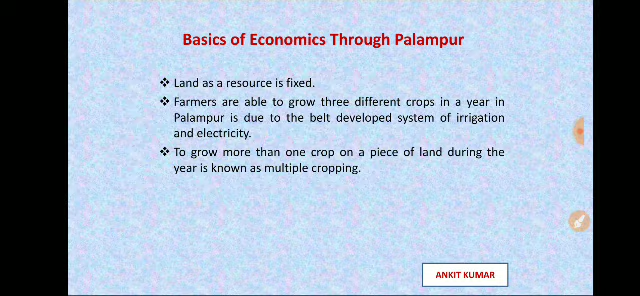 Basics of Economics Through Palampur
❖ Land as a resource is fixed.
❖ Farmers are able to grow three different crops in a year in
Palampur is due to the belt developed system of irrigation
and electricity.
❖ To grow more than one crop on a piece of land during the
year is known as multiple cropping.
ANKIT KUMAR